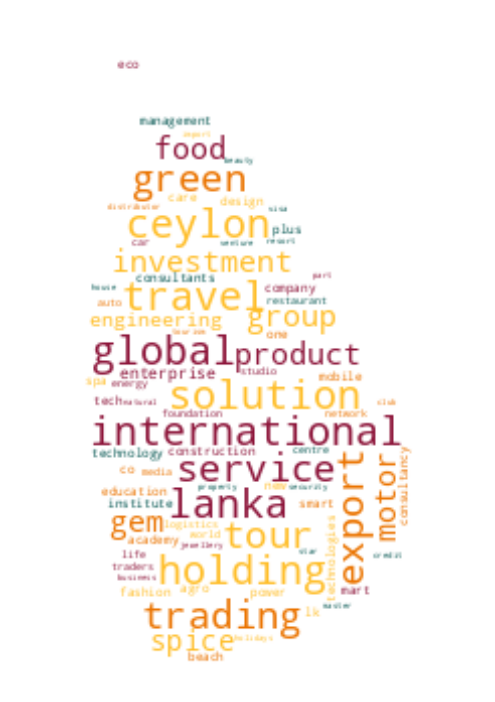 eco
management
import
food
beauty
green
care design
distributer visa
ceylon plus
car venture resort
investment
consultants part
house travel company
auto restaurant
engineering group
tourism one
global product
enterprise studio
spa energy mobile
solution
tech natural club
foundation network
international
technology construction centre
consultancy
co media service
export
motor
education property new security
institute lanka smart
gem logistics tour
academy world
jewellery star
life credit
traders holding technologies
business
fashion agro power mart
trading lk easter
spice holidays
beach